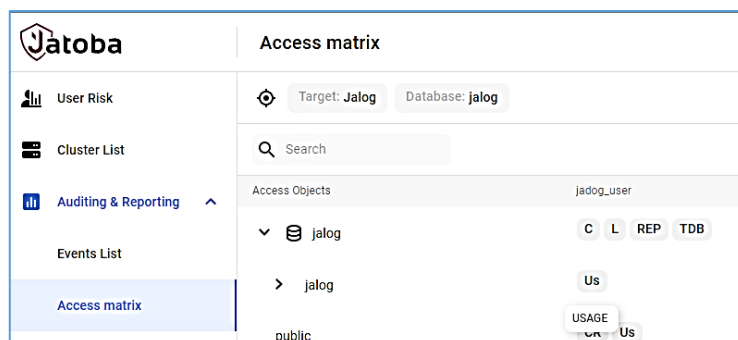 Jatoba
Access matrix
User Risk
Target: Jalog Database: jalog
Cluster List
Search
Auditing & Reporting
Access Objects jadog_user
jalog C L REP TDB
Events List
jalog Us
Access matrix
USAGE
public CR Us